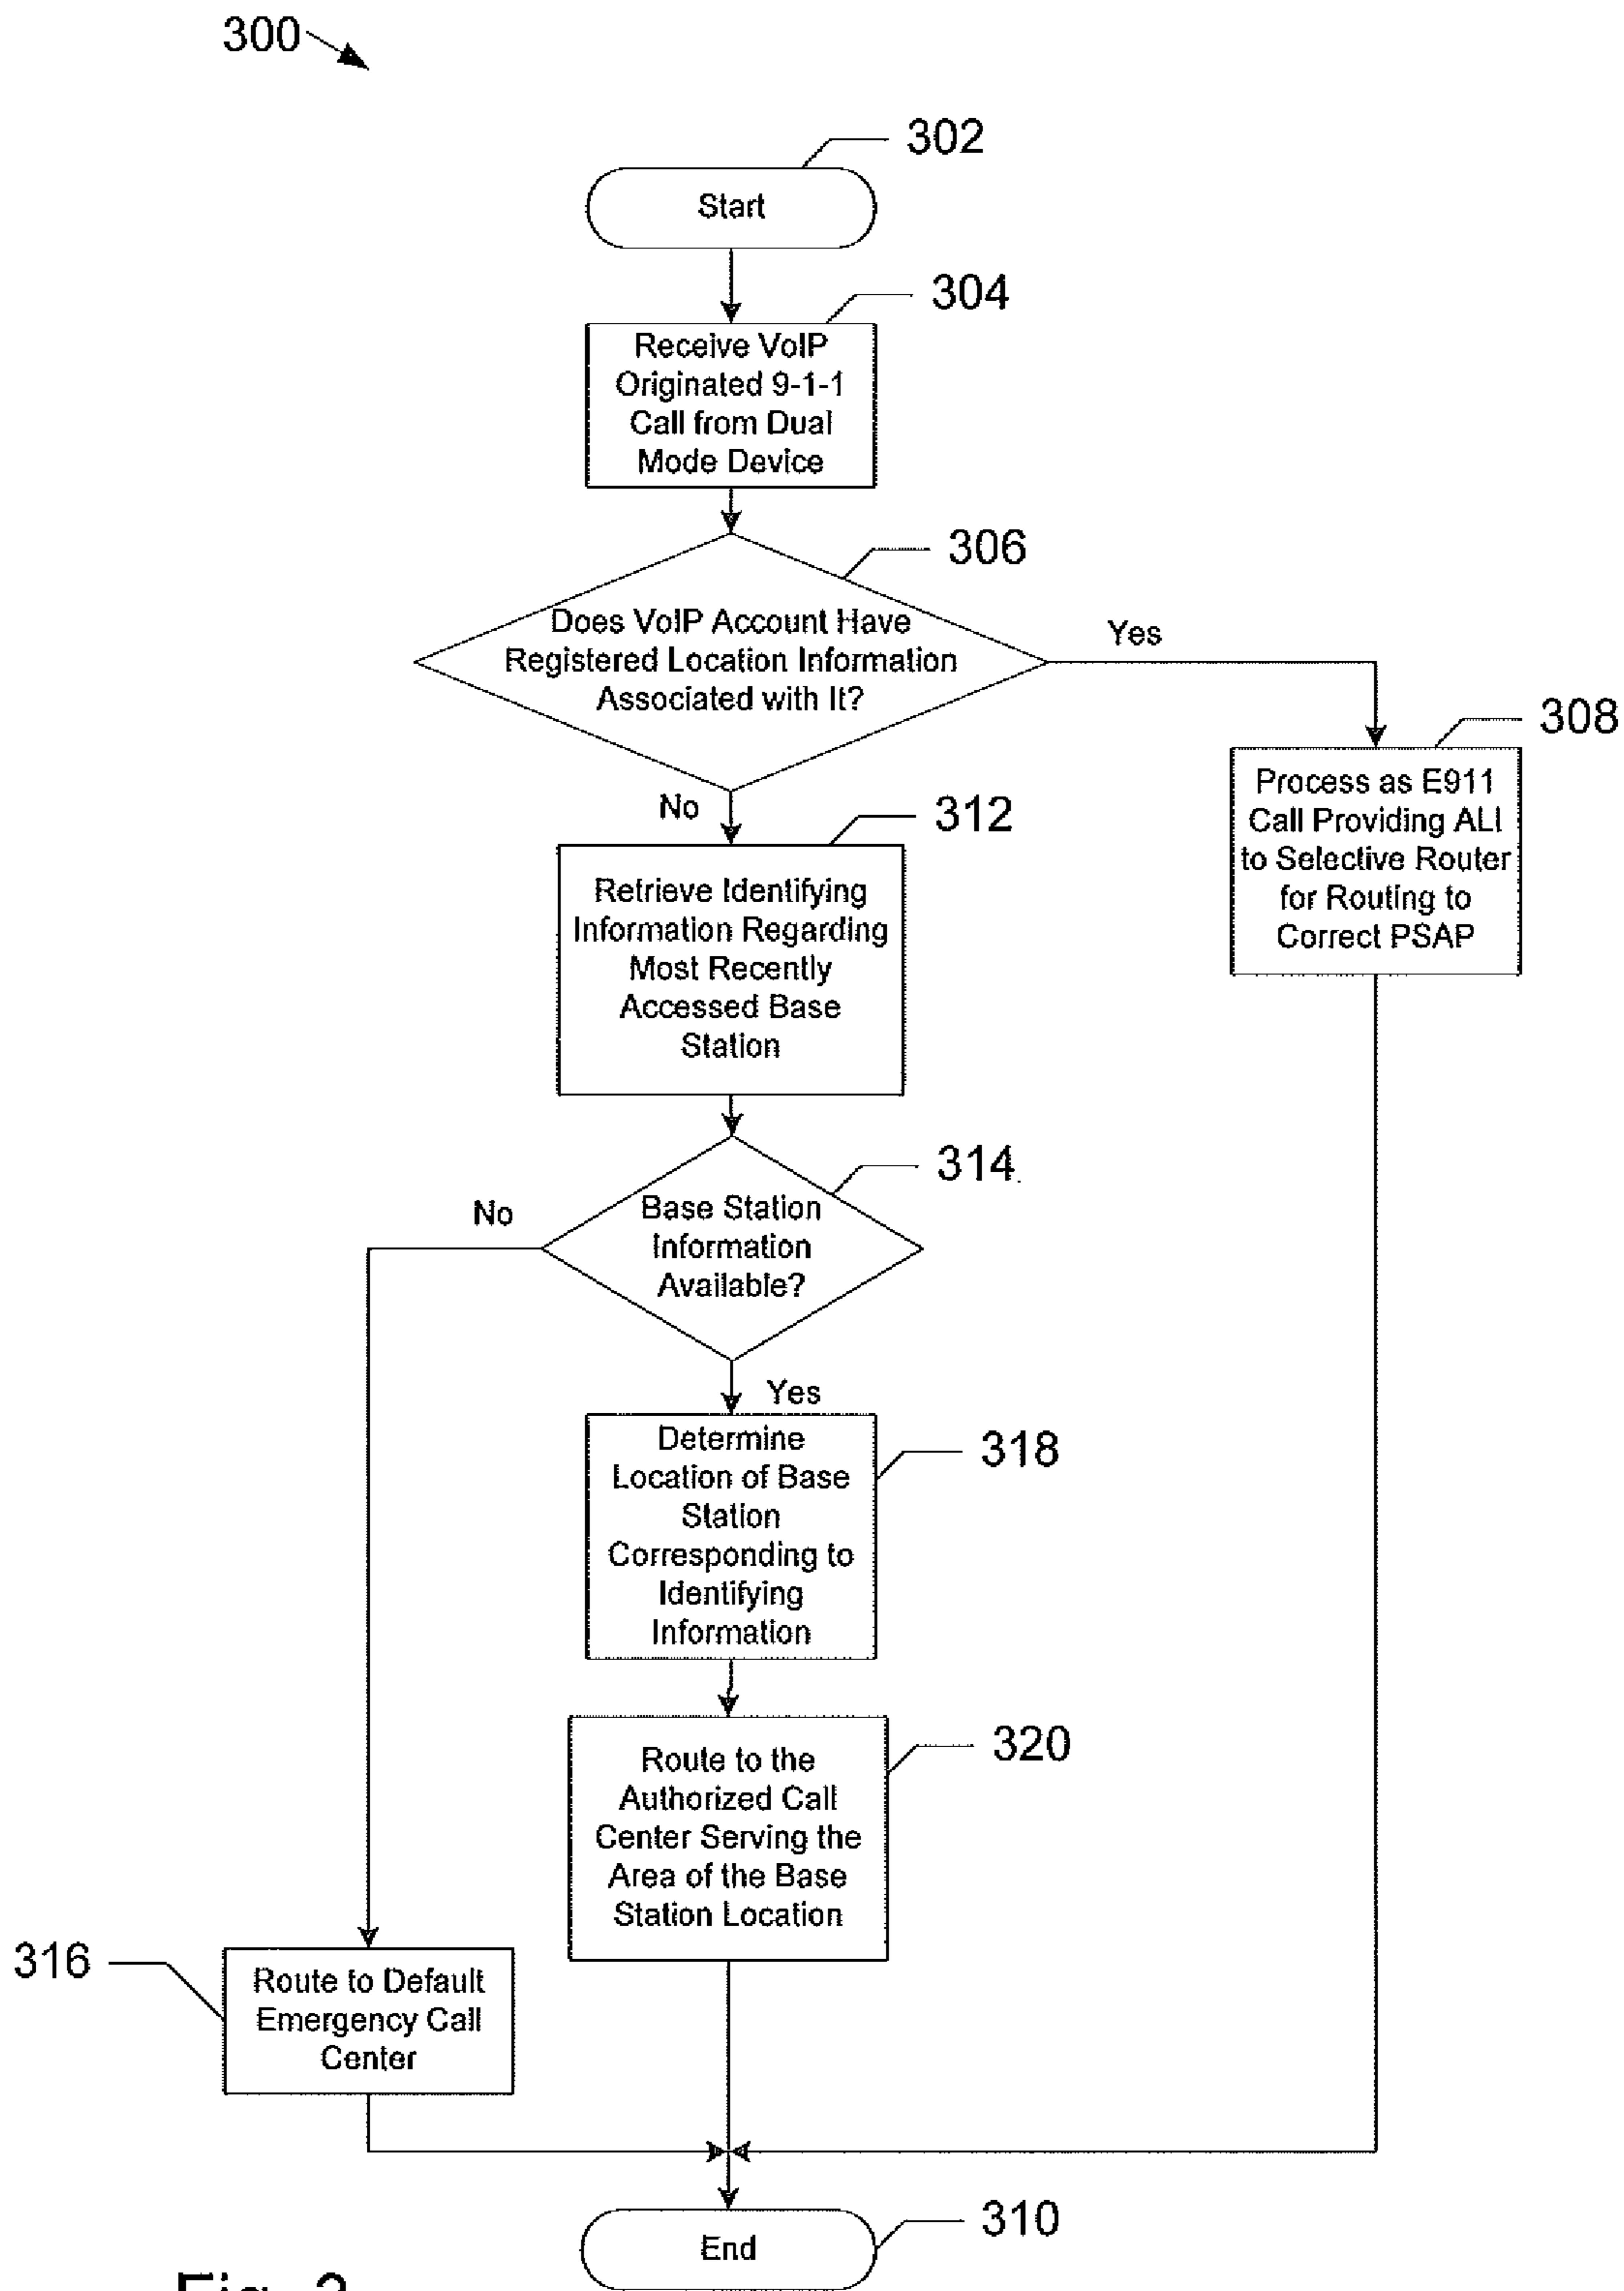 300
302
Start
304
Receive VoIP
Originated 9-1-1
Call from Dual
Mode Device
306
Does VoIP Account Have
Registered Location Information
Associated with It?
Yes
308
Process as E911
Call Providing ALI
to Selective Router
for Routing to
Correct PSAP
No
312
Retrieve Identifying
Information Regarding
Most Recently
Accessed Base
Station
314
No
Base Station
Information
Available?
Yes
318
Determine
Location of Base
Station
Corresponding to
Identifying
Information
320
Route to the
Authorized Call
Center Serving the
Area of the Base
Station Location
316
Route to Default
Emergency Call
Center
310
End